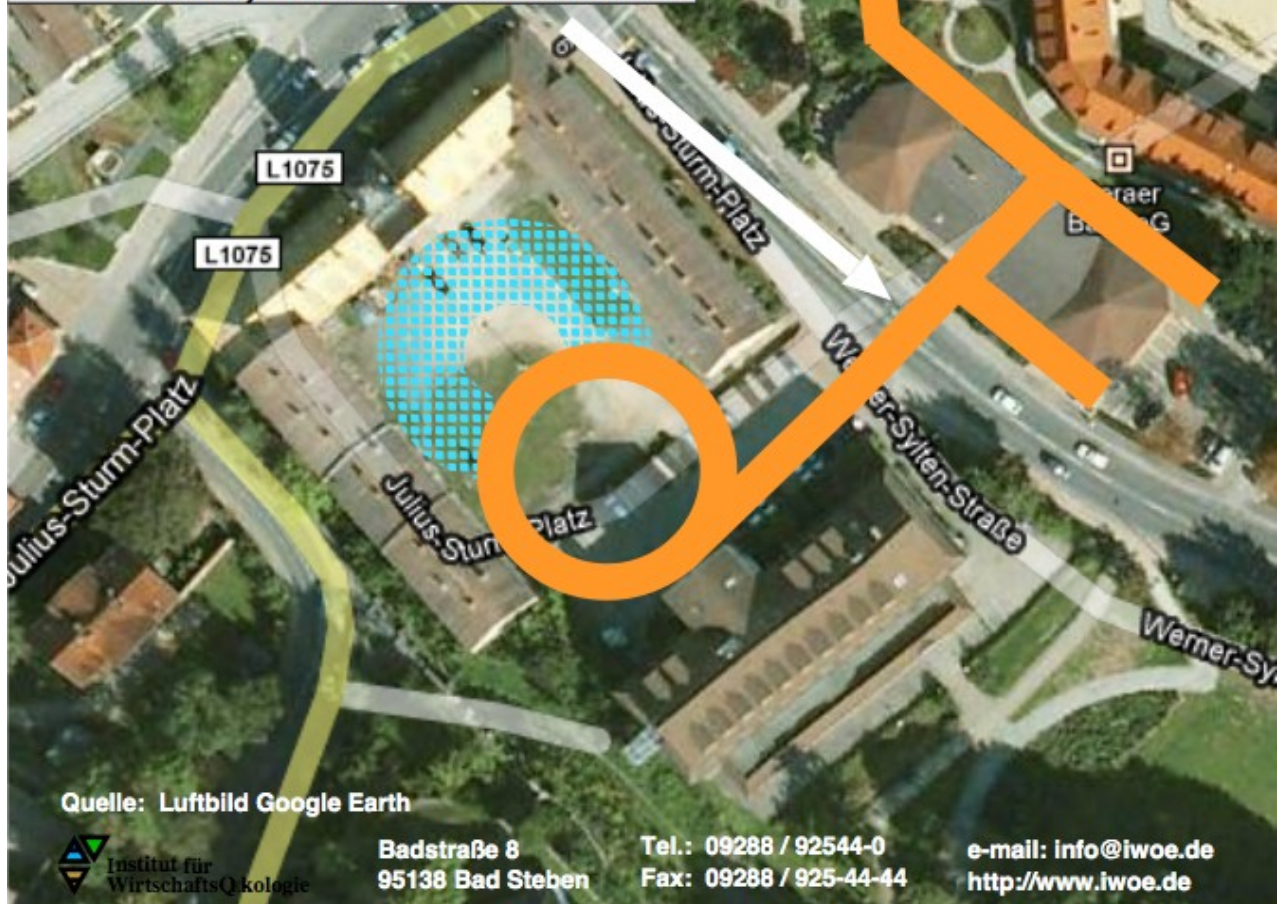 L1075
L1075
s-Sturm-Platz
eraer
Ba G
Julius-Sturm-Platz
Werner-Sylten-Straße
Julius-Sturm-Platz
Werner-Sy
Quelle: Luftbild Google Earth
Institut für
WirtschaftsÖkologie
Badstraße 8
95138 Bad Steben
Tel.: 09288 / 92544-0
Fax: 09288 / 925-44-44
e-mail: info@iwoe.de
http://www.iwoe.de